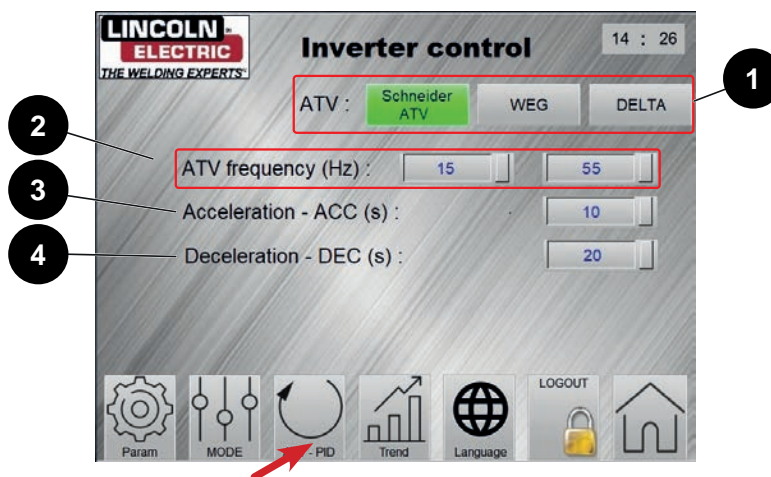 LINCOLN
ELECTRIC
THE WELDING EXPERTS
Inverter control
14 : 26
ATV :
Schneider
ATV
WEG
DELTA
1
2
ATV frequency (Hz) :
15
55
3
Acceleration - ACC (s) :
10
4
Deceleration - DEC (s) :
20
Param
MODE
- PID
Trend
Language
LOGOUT